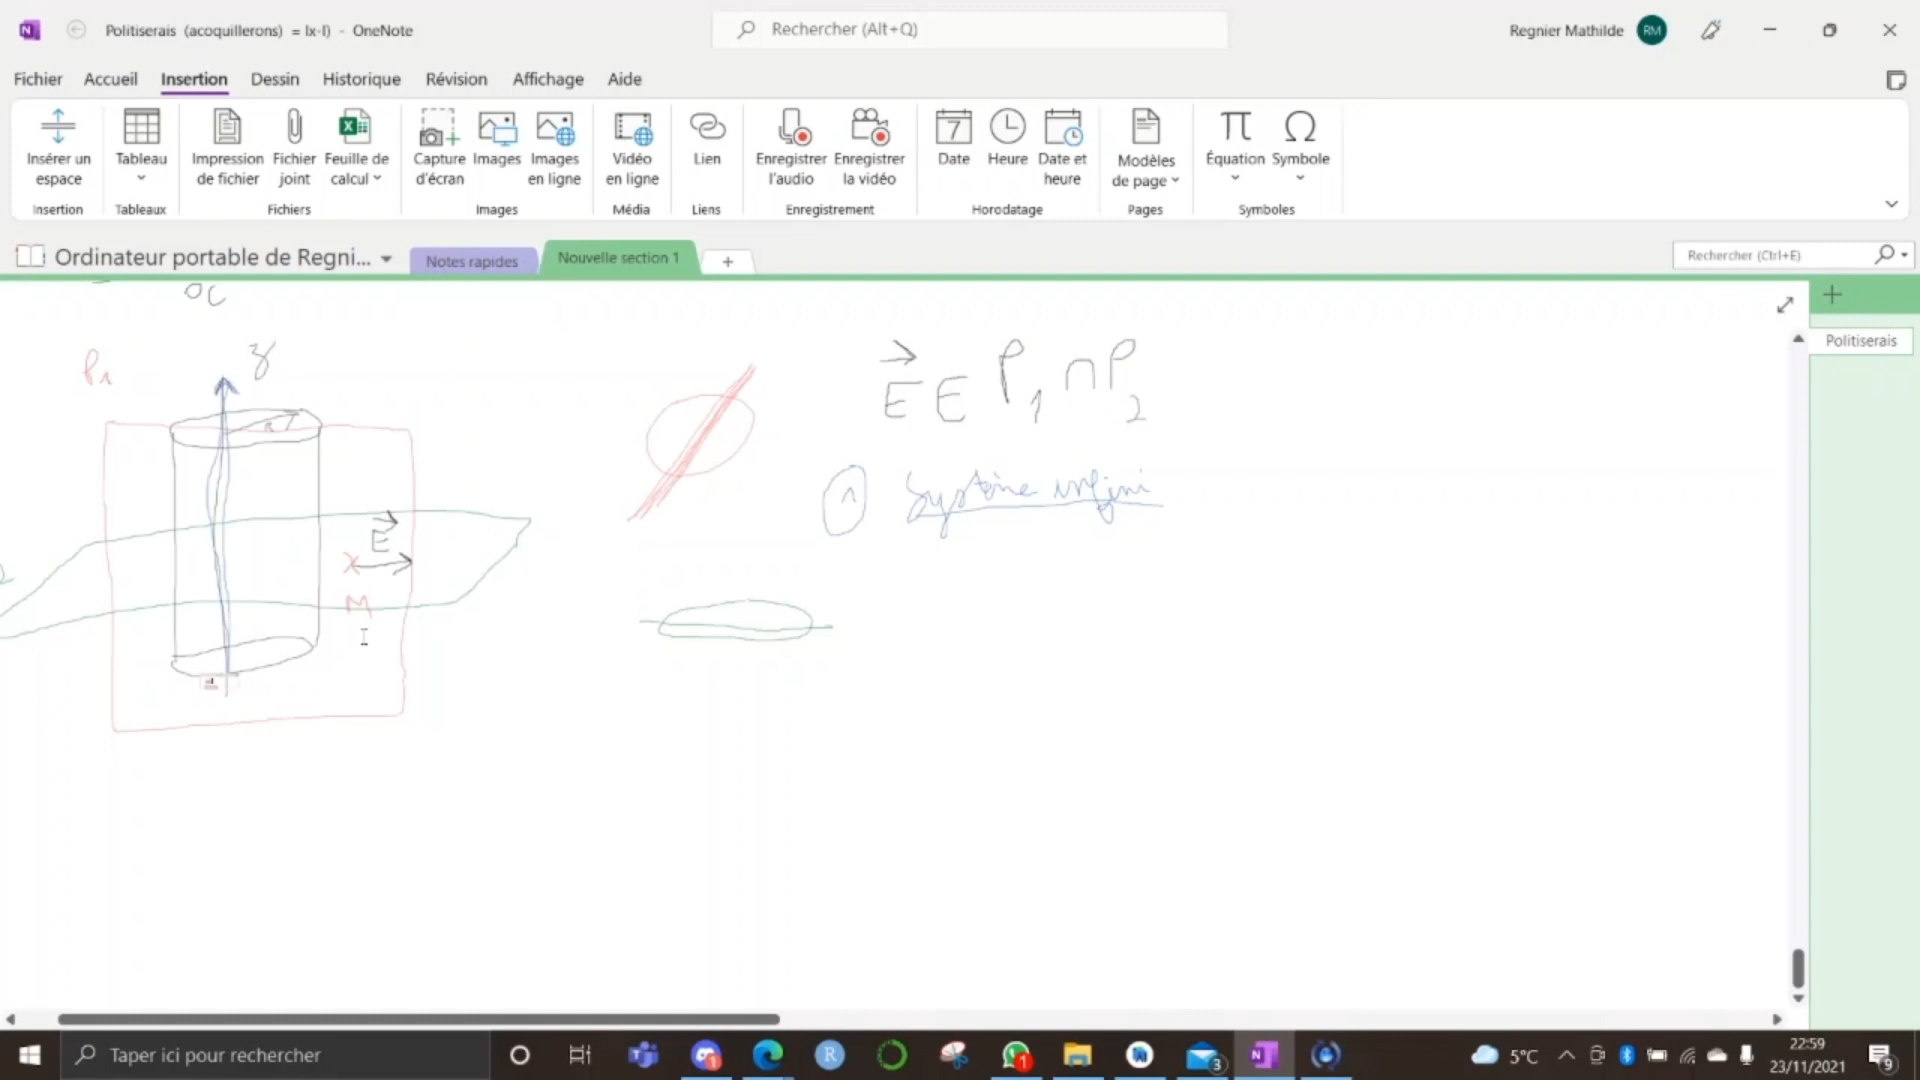 Politiserais (acoquillerons) = lx-l) - OneNote
Rechercher (Alt+Q)
Regnier Mathilde RM
Fichier Accueil Insertion Dessin Historique Révision Affichage Aide
Insérer un espace
Tableau
Impression de fichier
Fichier joint
Feuille de calcul
Capture d'écran
Images
Images en ligne
Vidéo en ligne
Lien
Enregistrer l'audio
Enregistrer la vidéo
Date
Heure
Date et heure
Modèles de page
Équation
Symbole
Insertion Tableaux Fichiers Images Média Liens Enregistrement Horodatage Pages Symboles
Ordinateur portable de Regni...
Notes rapides
Nouvelle section 1
Rechercher (Ctrl+E)
Politiserais
P1
z
E ∈ P1 ∩ P2
1 Système infini
E
M
Taper ici pour rechercher
5°C
22:59
23/11/2021